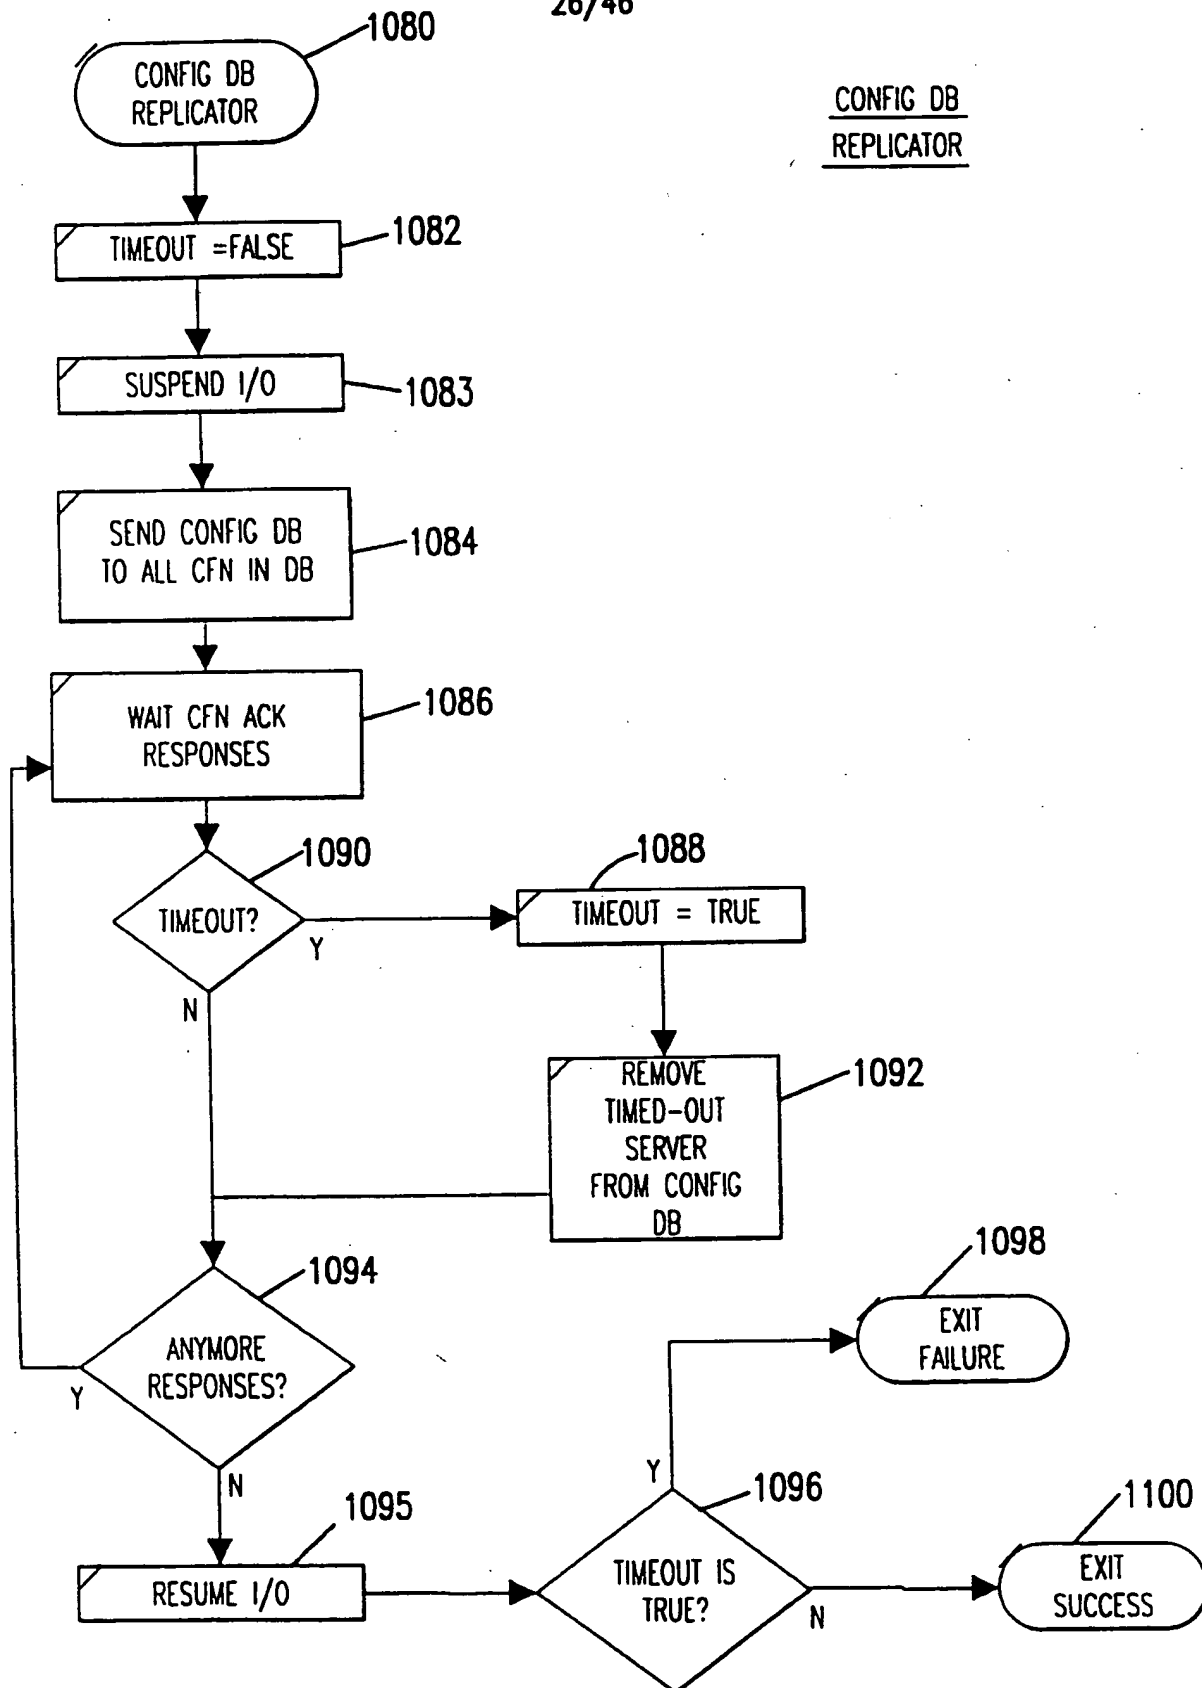 26/46
1080
CONFIG DB
REPLICATOR
CONFIG DB
REPLICATOR
TIMEOUT =FALSE
1082
SUSPEND I/O
1083
SEND CONFIG DB
TO ALL CFN IN DB
1084
WAIT CFN ACK
RESPONSES
1086
1090
TIMEOUT?
Y
N
1088
TIMEOUT = TRUE
REMOVE
TIMED-OUT
SERVER
FROM CONFIG
DB
1092
1094
ANYMORE
RESPONSES?
Y
N
1098
EXIT
FAILURE
1095
RESUME I/O
Y
1096
TIMEOUT IS
TRUE?
N
1100
EXIT
SUCCESS